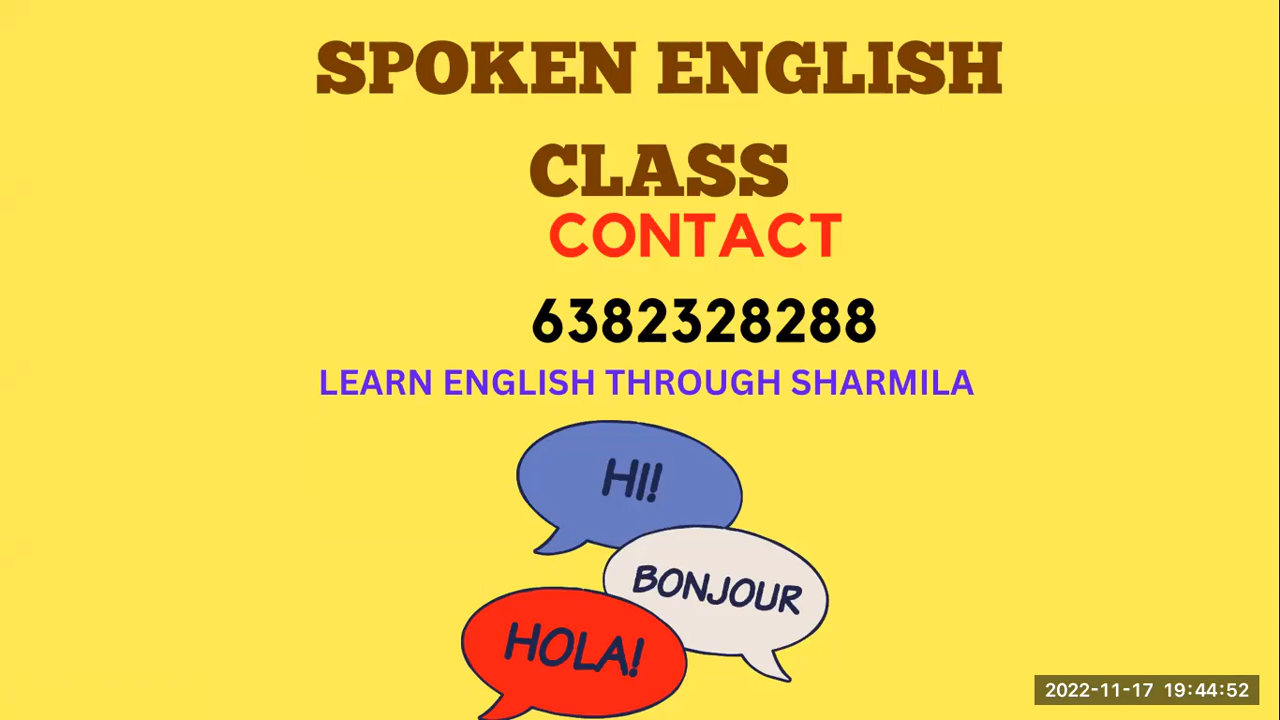 SPOKEN ENGLISH
CLASS
CONTACT
6382328288
LEARN ENGLISH THROUGH SHARMILA
HI!
BONJOUR
HOLA!
2022-11-17 19:44:52